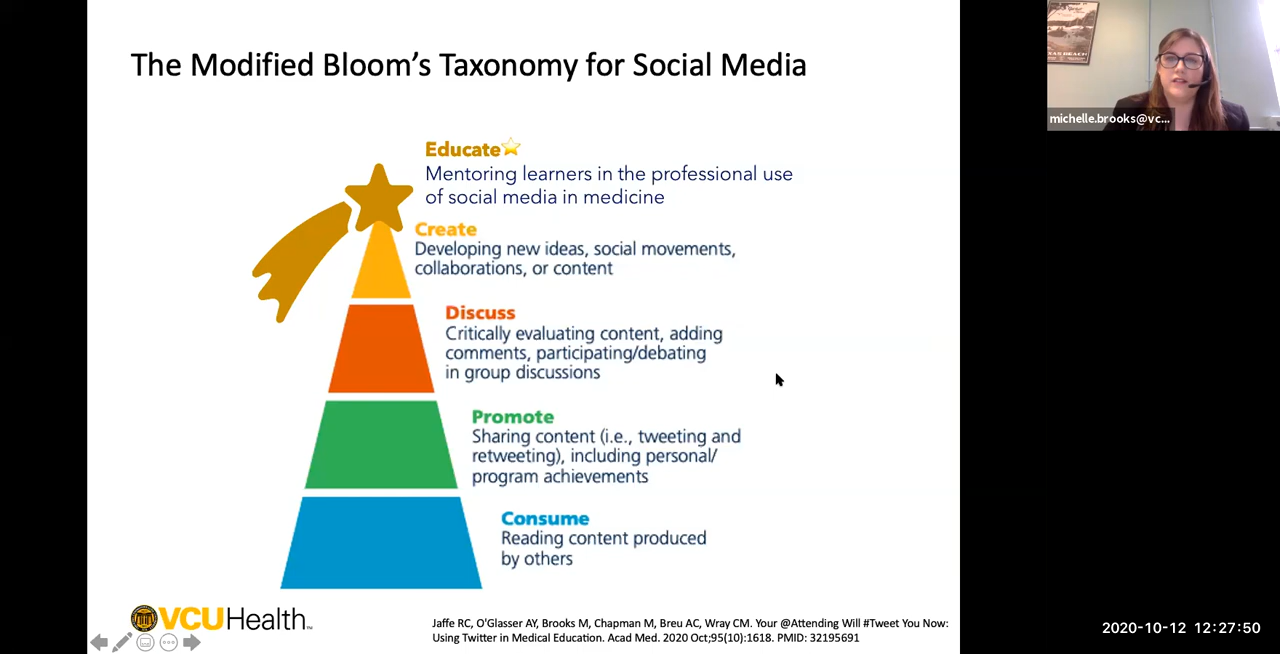 The Modified Bloom's Taxonomy for Social Media
Educate
Mentoring learners in the professional use
of social media in medicine
Create
Developing new ideas, social movements,
collaborations, or content
Discuss
Critically evaluating content, adding
comments, participating/debating
in group discussions
Promote
Sharing content (i.e., tweeting and
retweeting), including personal/
program achievements
Consume
Reading content produced
by others
VCUHealth™
Jaffe RC, O'Glasser AY, Brooks M, Chapman M, Breu AC, Wray CM. Your @Attending Will #Tweet You Now:
Using Twitter in Medical Education. Acad Med. 2020 Oct;95(10):1618. PMID: 32195691
michelle.brooks@vc...
2020-10-12 12:27:50